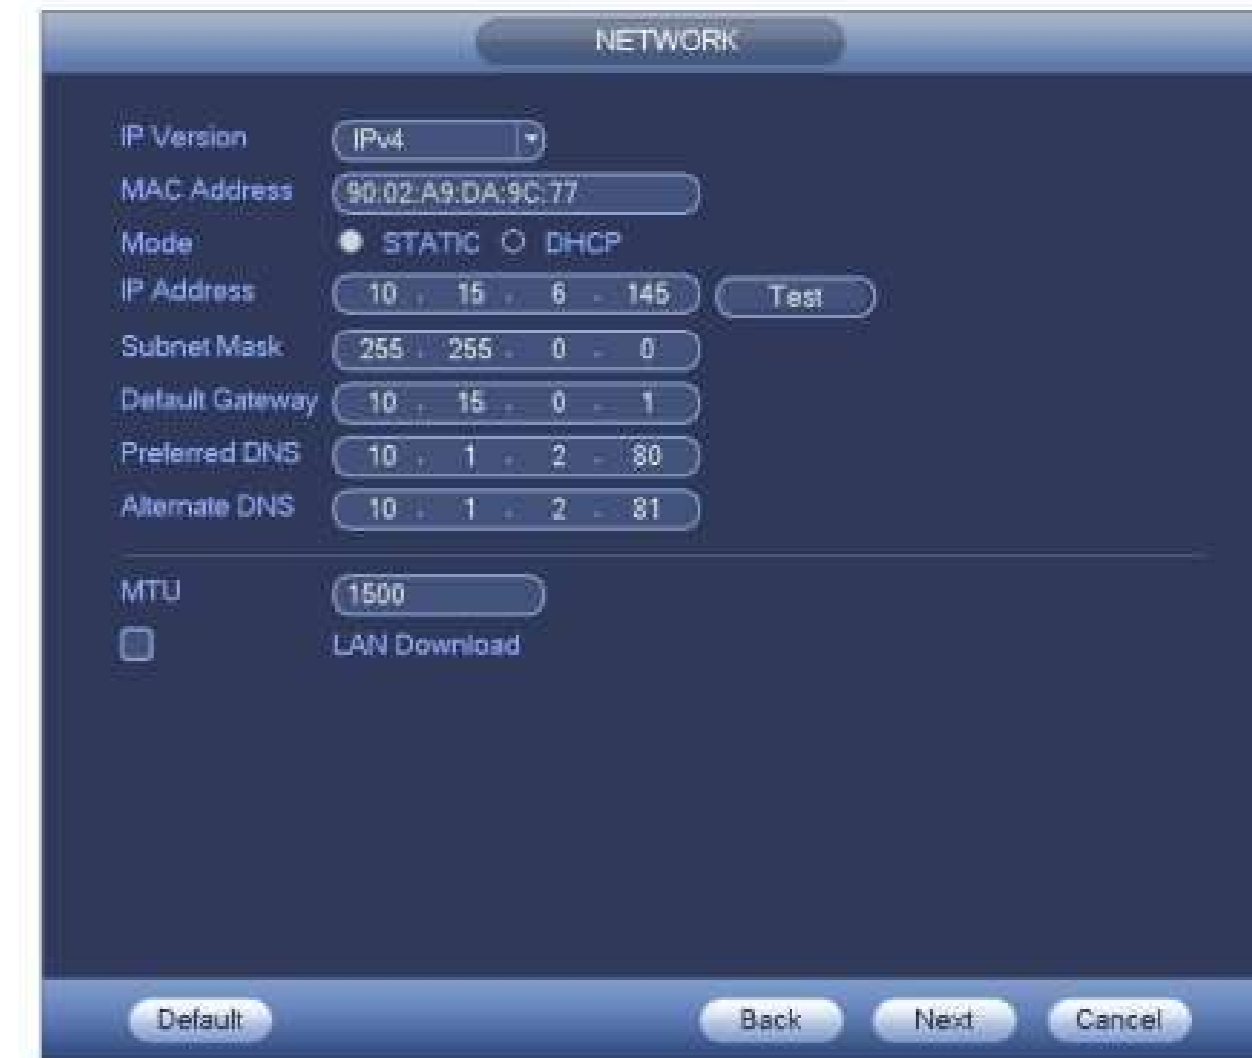 NETWORK
IP Version IPv4
MAC Address 90:02:A9:DA:9C:77
Mode STATIC DHCP
IP Address 10 . 15 . 6 . 145 Test
Subnet Mask 255 . 255 . 0 . 0
Default Gateway 10 . 15 . 0 . 1
Preferred DNS 10 . 1 . 2 . 80
Alternate DNS 10 . 1 . 2 . 81
MTU 1500
LAN Download
Default Back Next Cancel